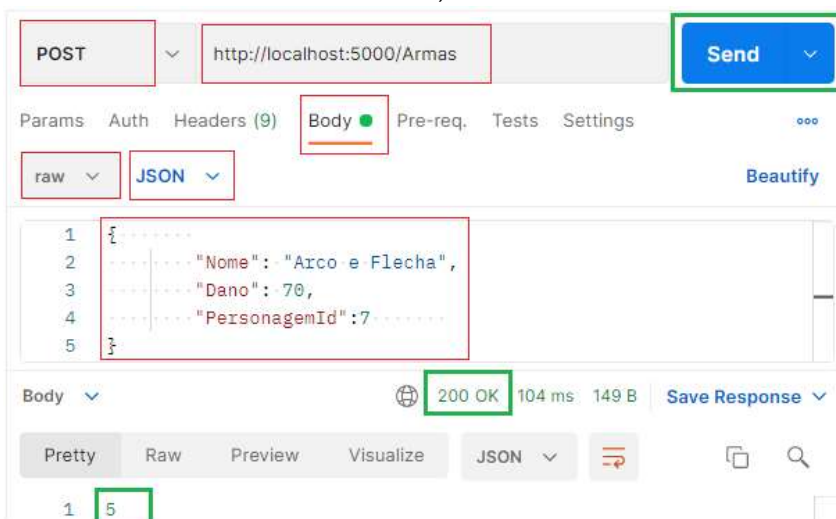 POST http://localhost:5000/Armas Send
Params Auth Headers (9) Body Pre-req. Tests Settings
raw JSON Beautify
1 {
2 "Nome": "Arco e Flecha",
3 "Dano": 70,
4 "PersonagemId":7
5 }
Body 200 OK 104 ms 149 B Save Response
Pretty Raw Preview Visualize JSON
1 5